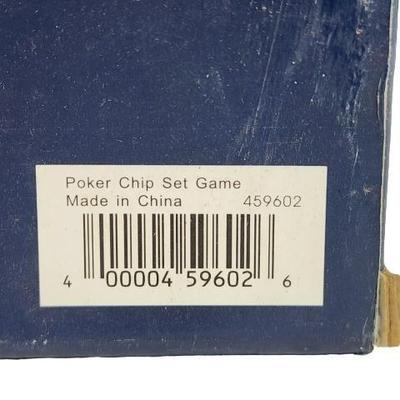 Poker Chip Set Game
Made in China 459602
4 00004 59602 6